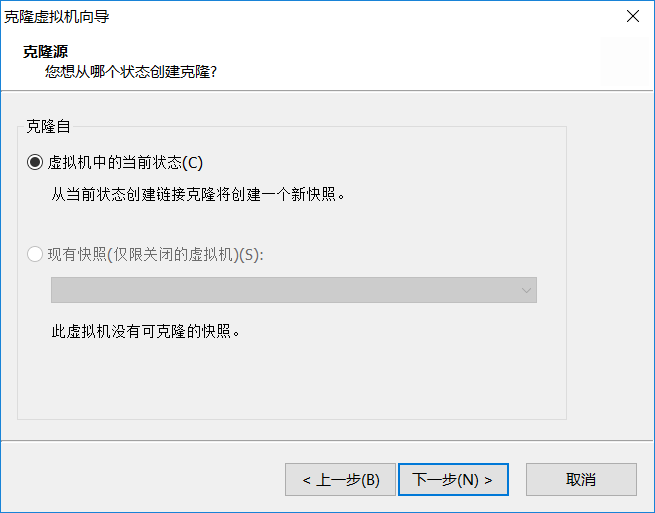 克隆虚拟机向导
克隆源
您想从哪个状态创建克隆?
克隆自
虚拟机中的当前状态(C)
从当前状态创建链接克隆将创建一个新快照。
现有快照(仅限关闭的虚拟机)(S):
此虚拟机没有可克隆的快照。
< 上一步(B)
下一步(N) >
取消